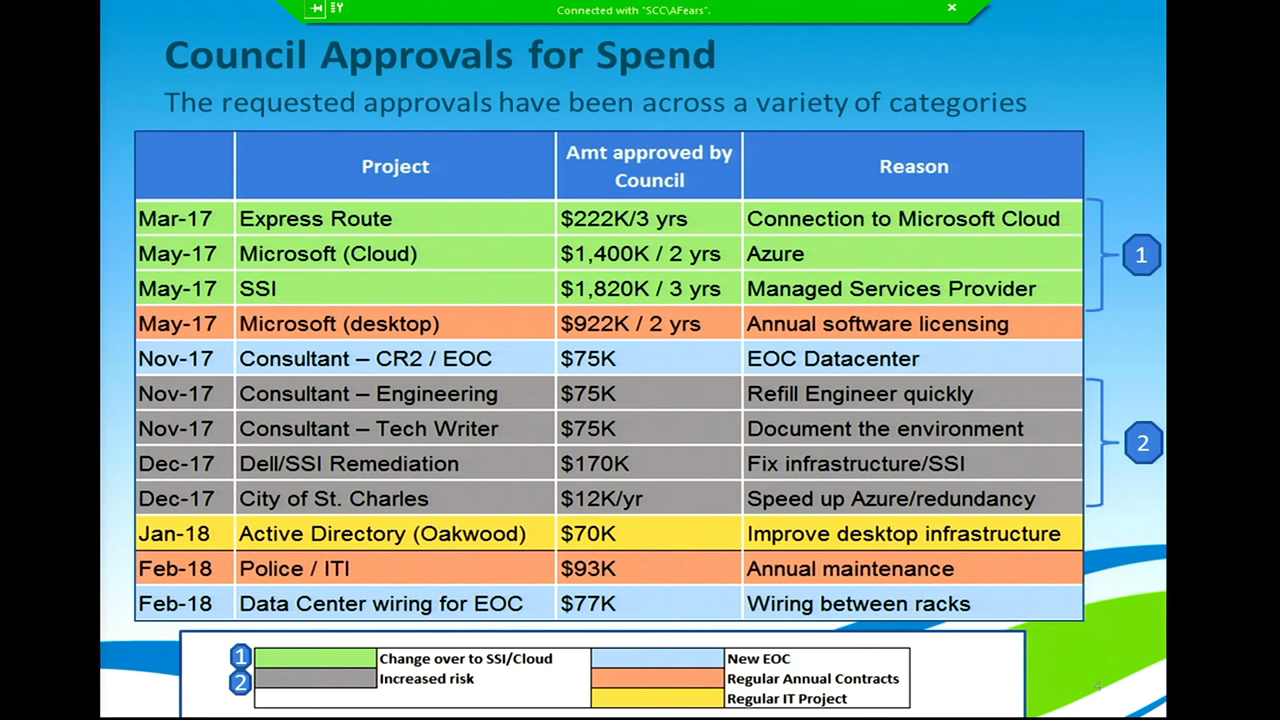 Connected with "SCC\AFears".
Council Approvals for Spend
The requested approvals have been across a variety of categories
Project Amt approved by Council Reason
Mar-17 Express Route $222K/3 yrs Connection to Microsoft Cloud
May-17 Microsoft (Cloud) $1,400K / 2 yrs Azure
May-17 SSI $1,820K / 3 yrs Managed Services Provider
1
May-17 Microsoft (desktop) $922K / 2 yrs Annual software licensing
Nov-17 Consultant – CR2 / EOC $75K EOC Datacenter
Nov-17 Consultant – Engineering $75K Refill Engineer quickly
Nov-17 Consultant – Tech Writer $75K Document the environment
2
Dec-17 Dell/SSI Remediation $170K Fix infrastructure/SSI
Dec-17 City of St. Charles $12K/yr Speed up Azure/redundancy
Jan-18 Active Directory (Oakwood) $70K Improve desktop infrastructure
Feb-18 Police / ITI $93K Annual maintenance
Feb-18 Data Center wiring for EOC $77K Wiring between racks
1 Change over to SSI/Cloud New EOC
2 Increased risk Regular Annual Contracts
Regular IT Project
4